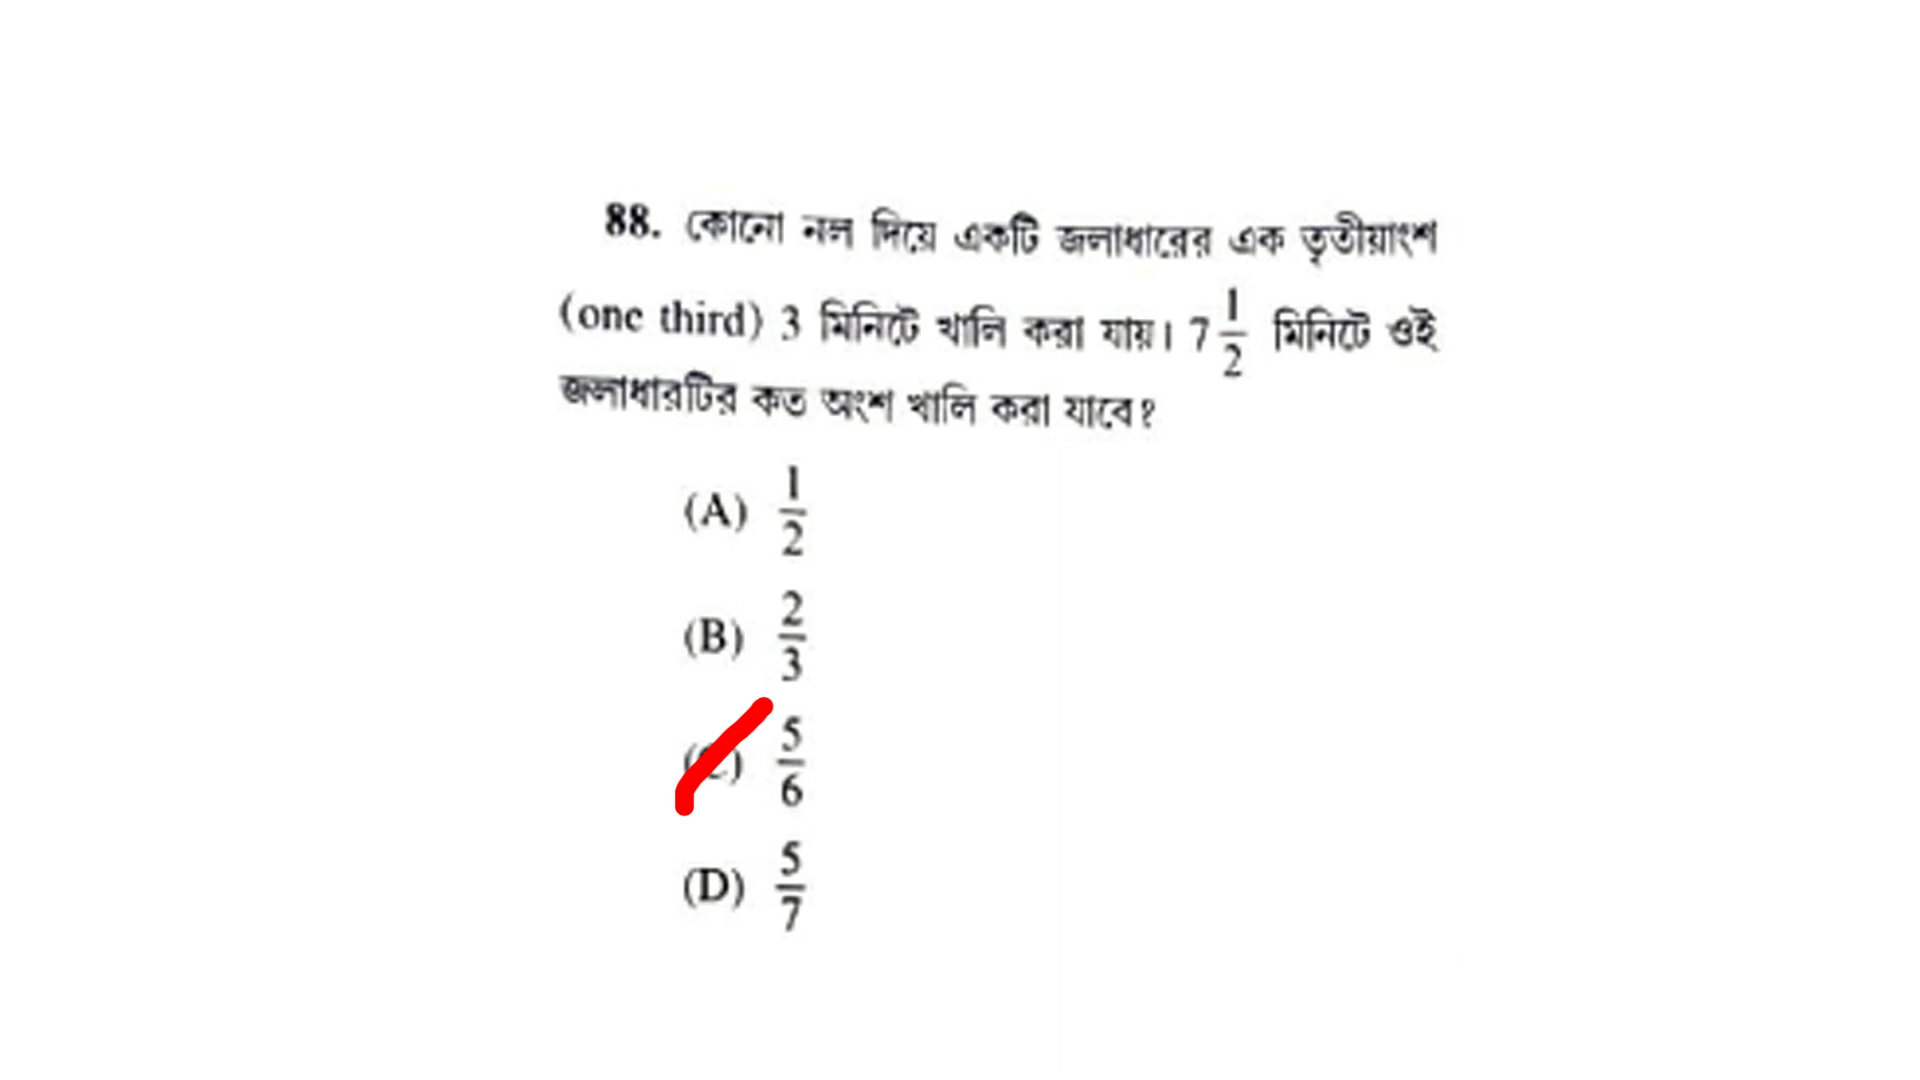 88. কোনো নল দিয়ে একটি জলাধারের এক তৃতীয়াংশ
(one third) 3 মিনিটে খালি করা যায়। 7 1/2 মিনিটে ওই
জলাধারটির কত অংশ খালি করা যাবে?
(A) 1/2
(B) 2/3
(C) 5/6
(D) 5/7